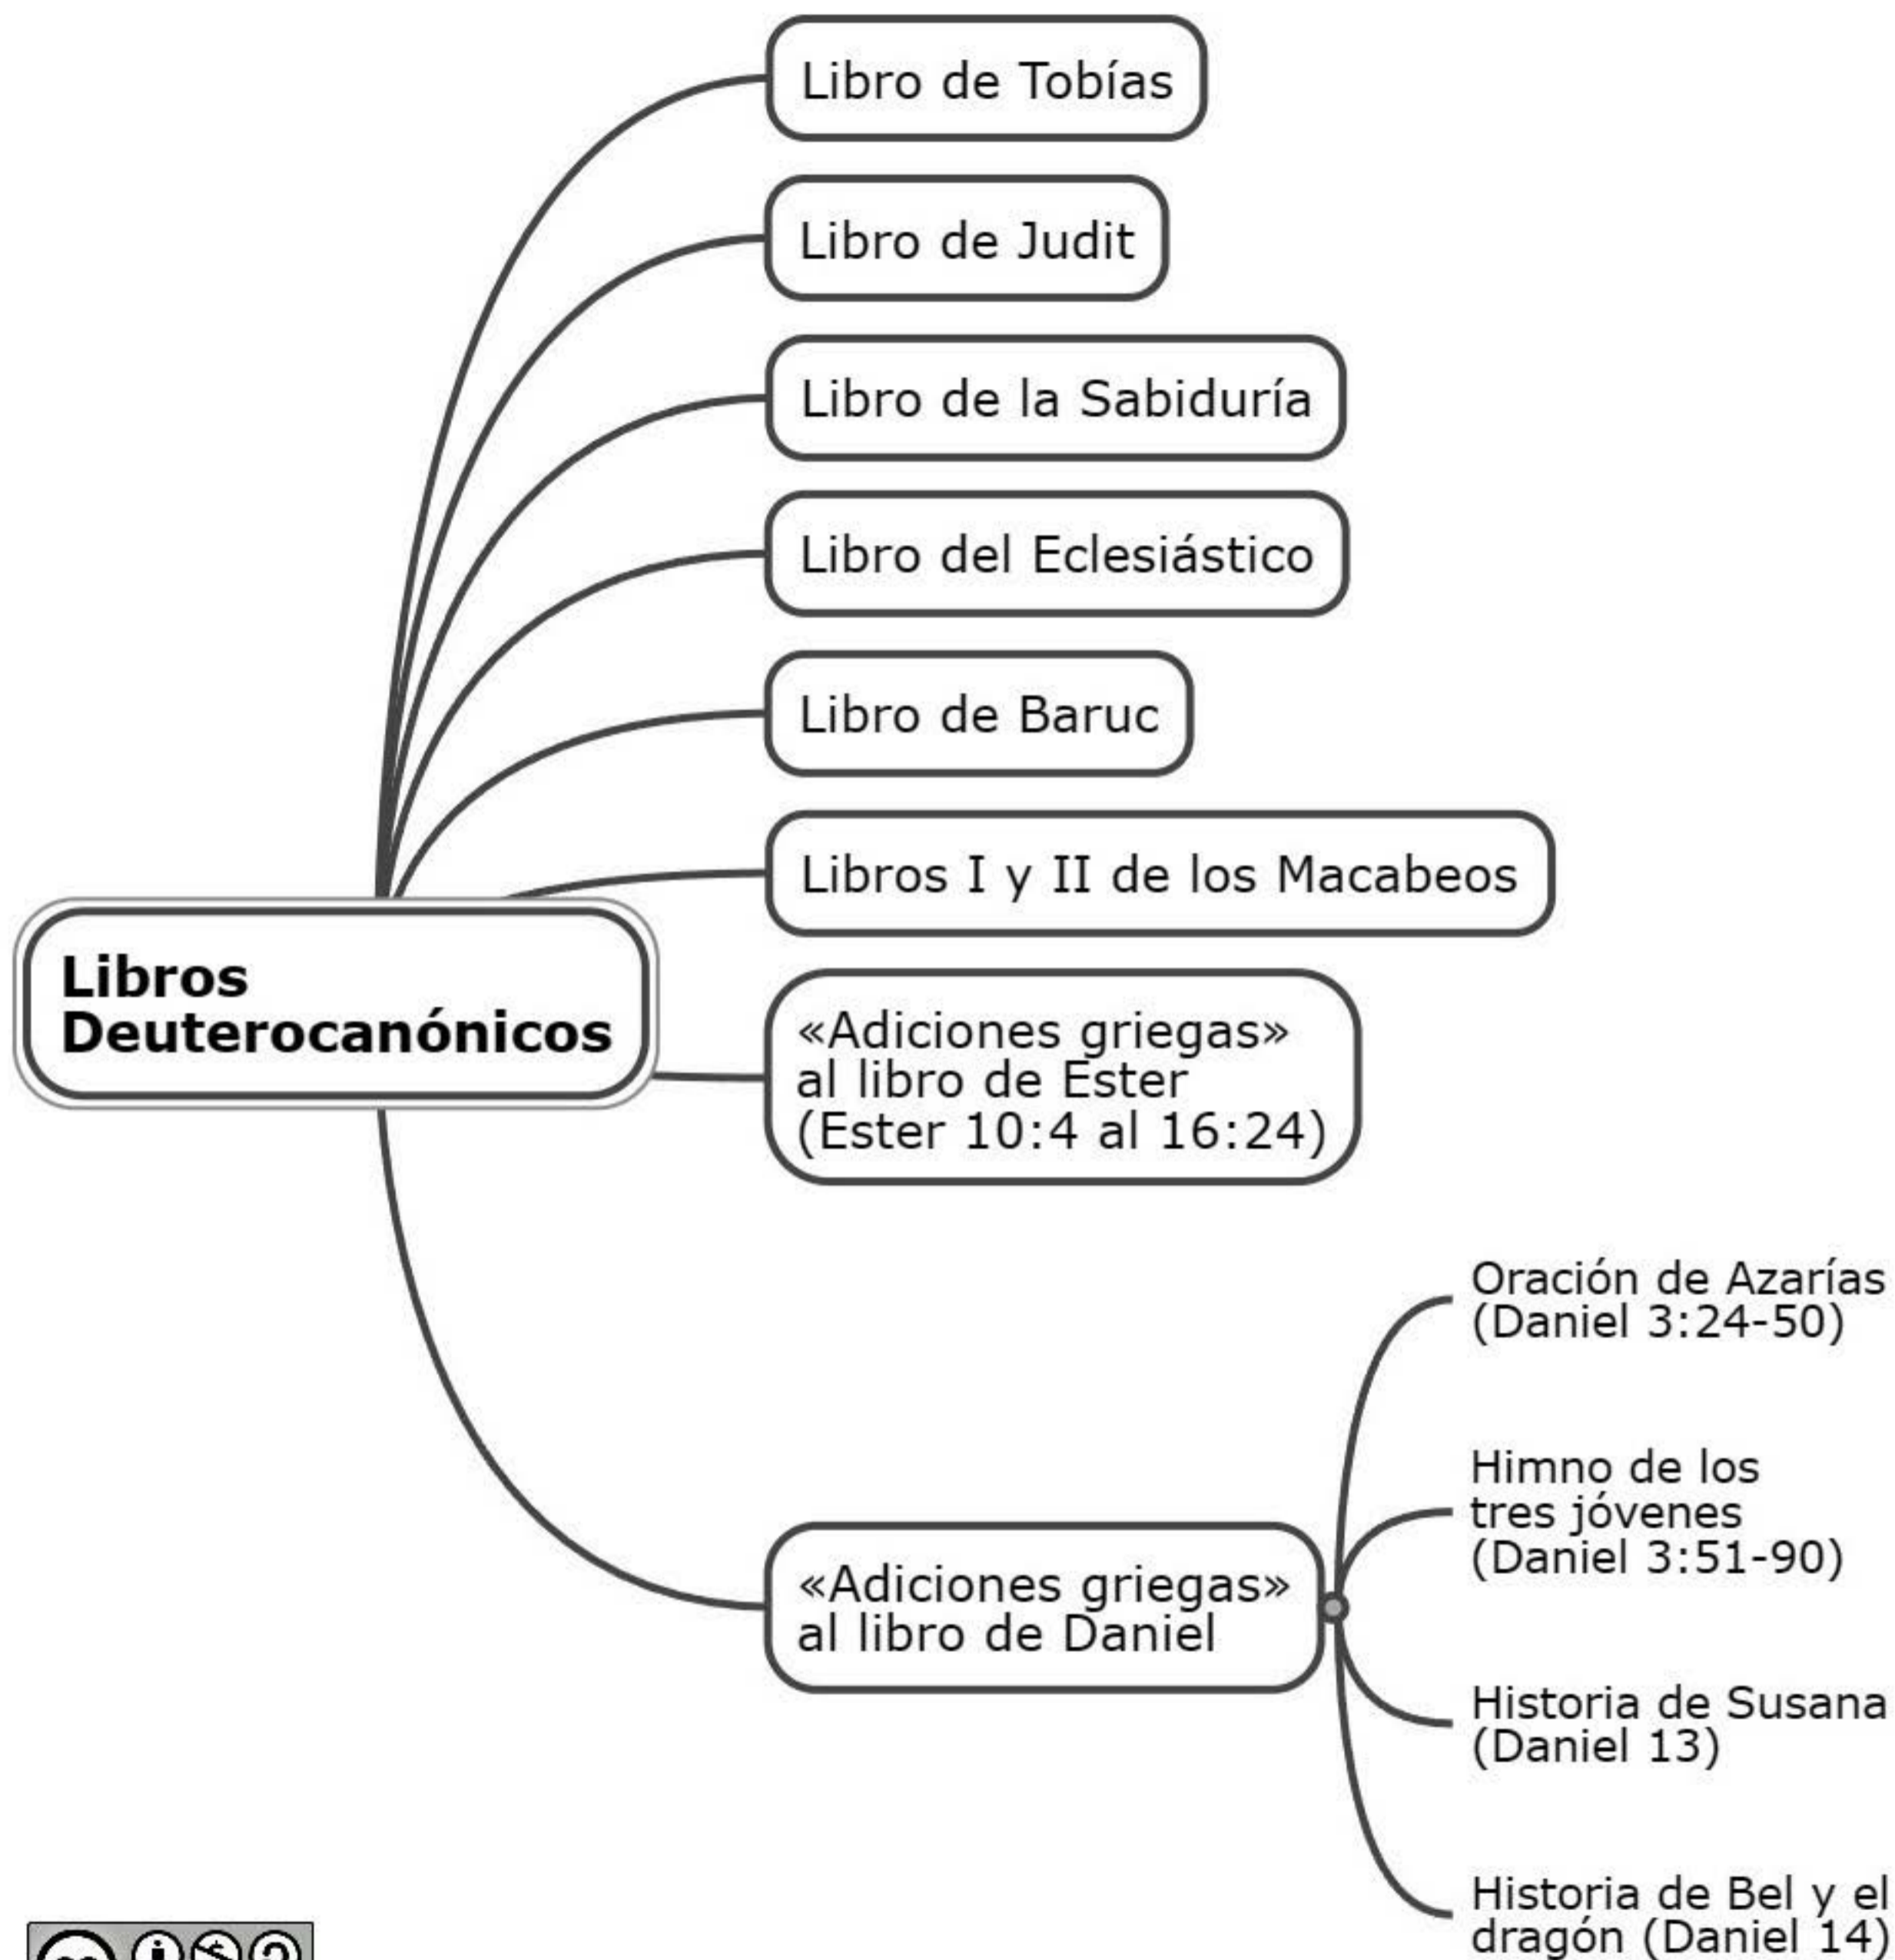 Libro de Tobías
Libro de Judit
Libro de la Sabiduría
Libro del Eclesiástico
Libro de Baruc
Libros I y II de los Macabeos
Libros
Deuterocanónicos
«Adiciones griegas»
al libro de Ester
(Ester 10:4 al 16:24)
«Adiciones griegas»
al libro de Daniel
Oración de Azarías
(Daniel 3:24-50)
Himno de los
tres jóvenes
(Daniel 3:51-90)
Historia de Susana
(Daniel 13)
Historia de Bel y el
dragón (Daniel 14)